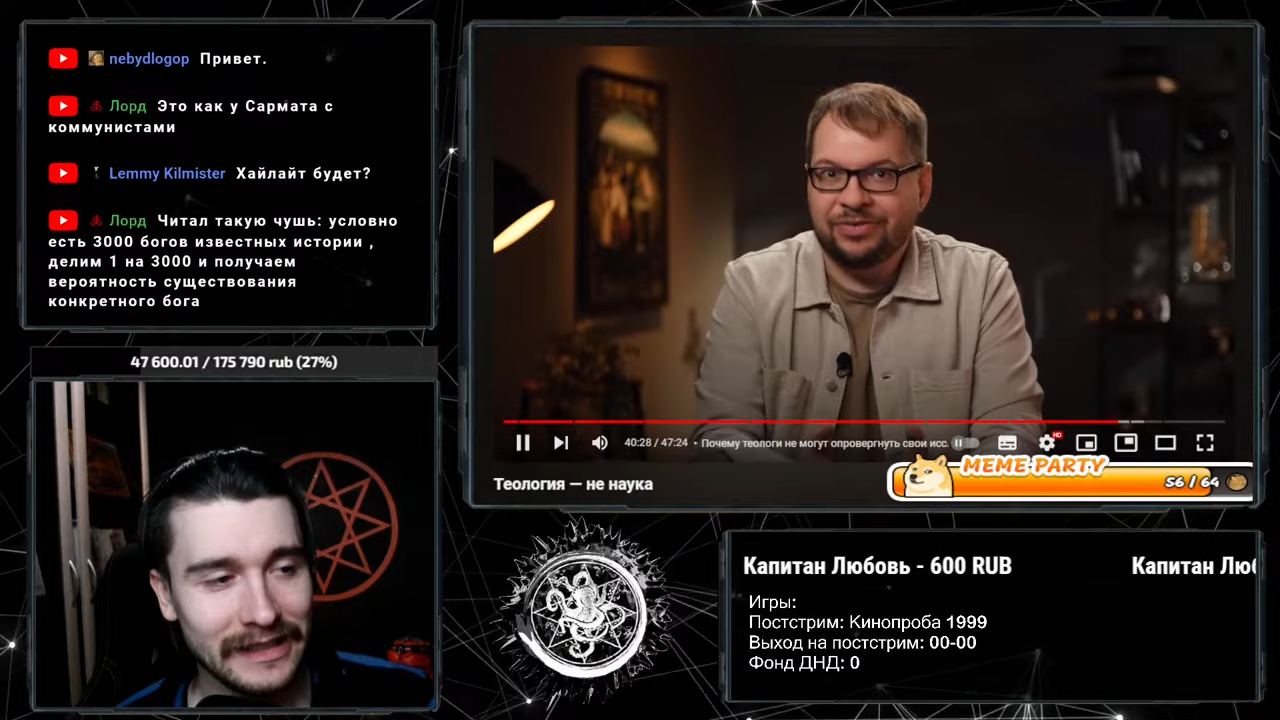 nebydlogop Привет.
Лорд Это как у Сармата с
коммунистами
Lemmy Kilmister Хайлайт будет?
Лорд Читал такую чушь: условно
есть 3000 богов известных истории ,
делим 1 на 3000 и получаем
вероятность существования
конкретного бога
47 600.01 / 175 790 rub (27%)
40:28 / 47:24 • Почему теологи не могут опровергнуть свои исс.
HD
Теология — не наука
MEME PARTY
56 / 64
Капитан Любовь - 600 RUB Капитан Лю
Игры:
Постстрим: Кинопроба 1999
Выход на постстрим: 00-00
Фонд ДНД: 0